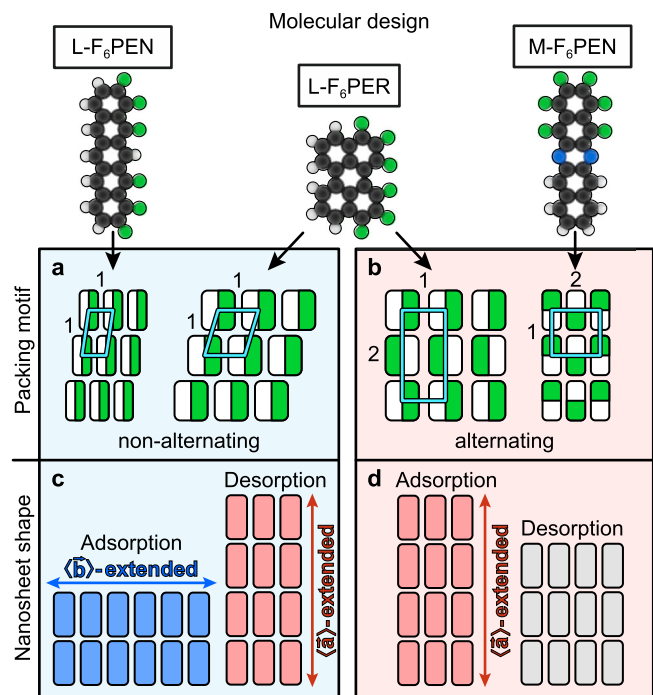 Molecular design
L-F₆PEN
L-F₆PER
M-F₆PEN
Packing motif
a
1
1
1
1
non-alternating
b
1
2
2
1
alternating
Nanosheet shape
c
Adsorption
⟨b⃗⟩-extended
Desorption
⟨a⃗⟩-extended
d
Adsorption
⟨a⃗⟩-extended
Desorption